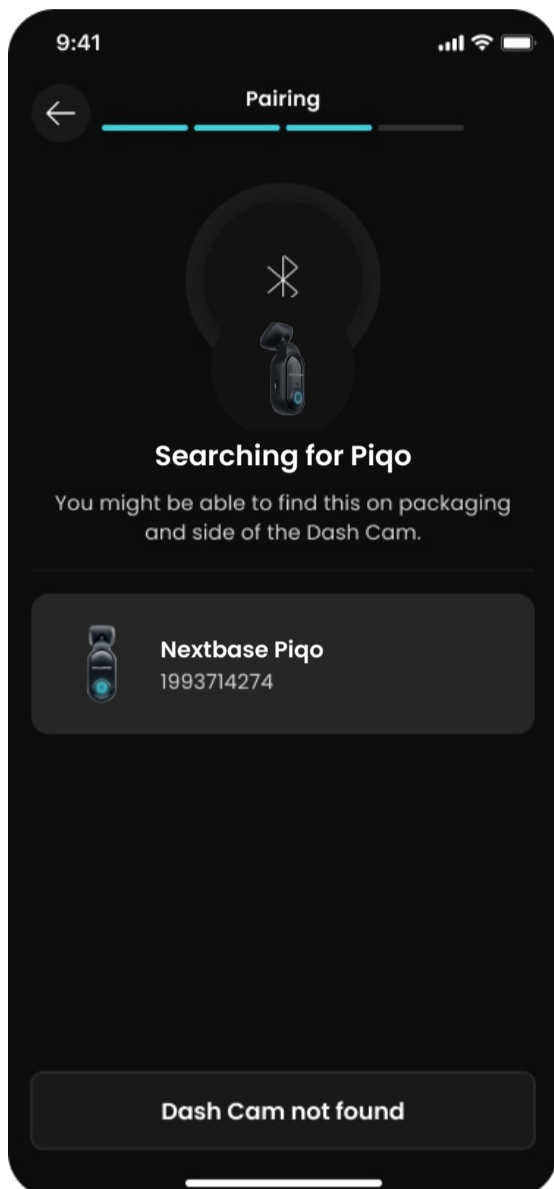 9:41
Pairing
Searching for Piqo
You might be able to find this on packaging
and side of the Dash Cam.
Nextbase Piqo
1993714274
Dash Cam not found